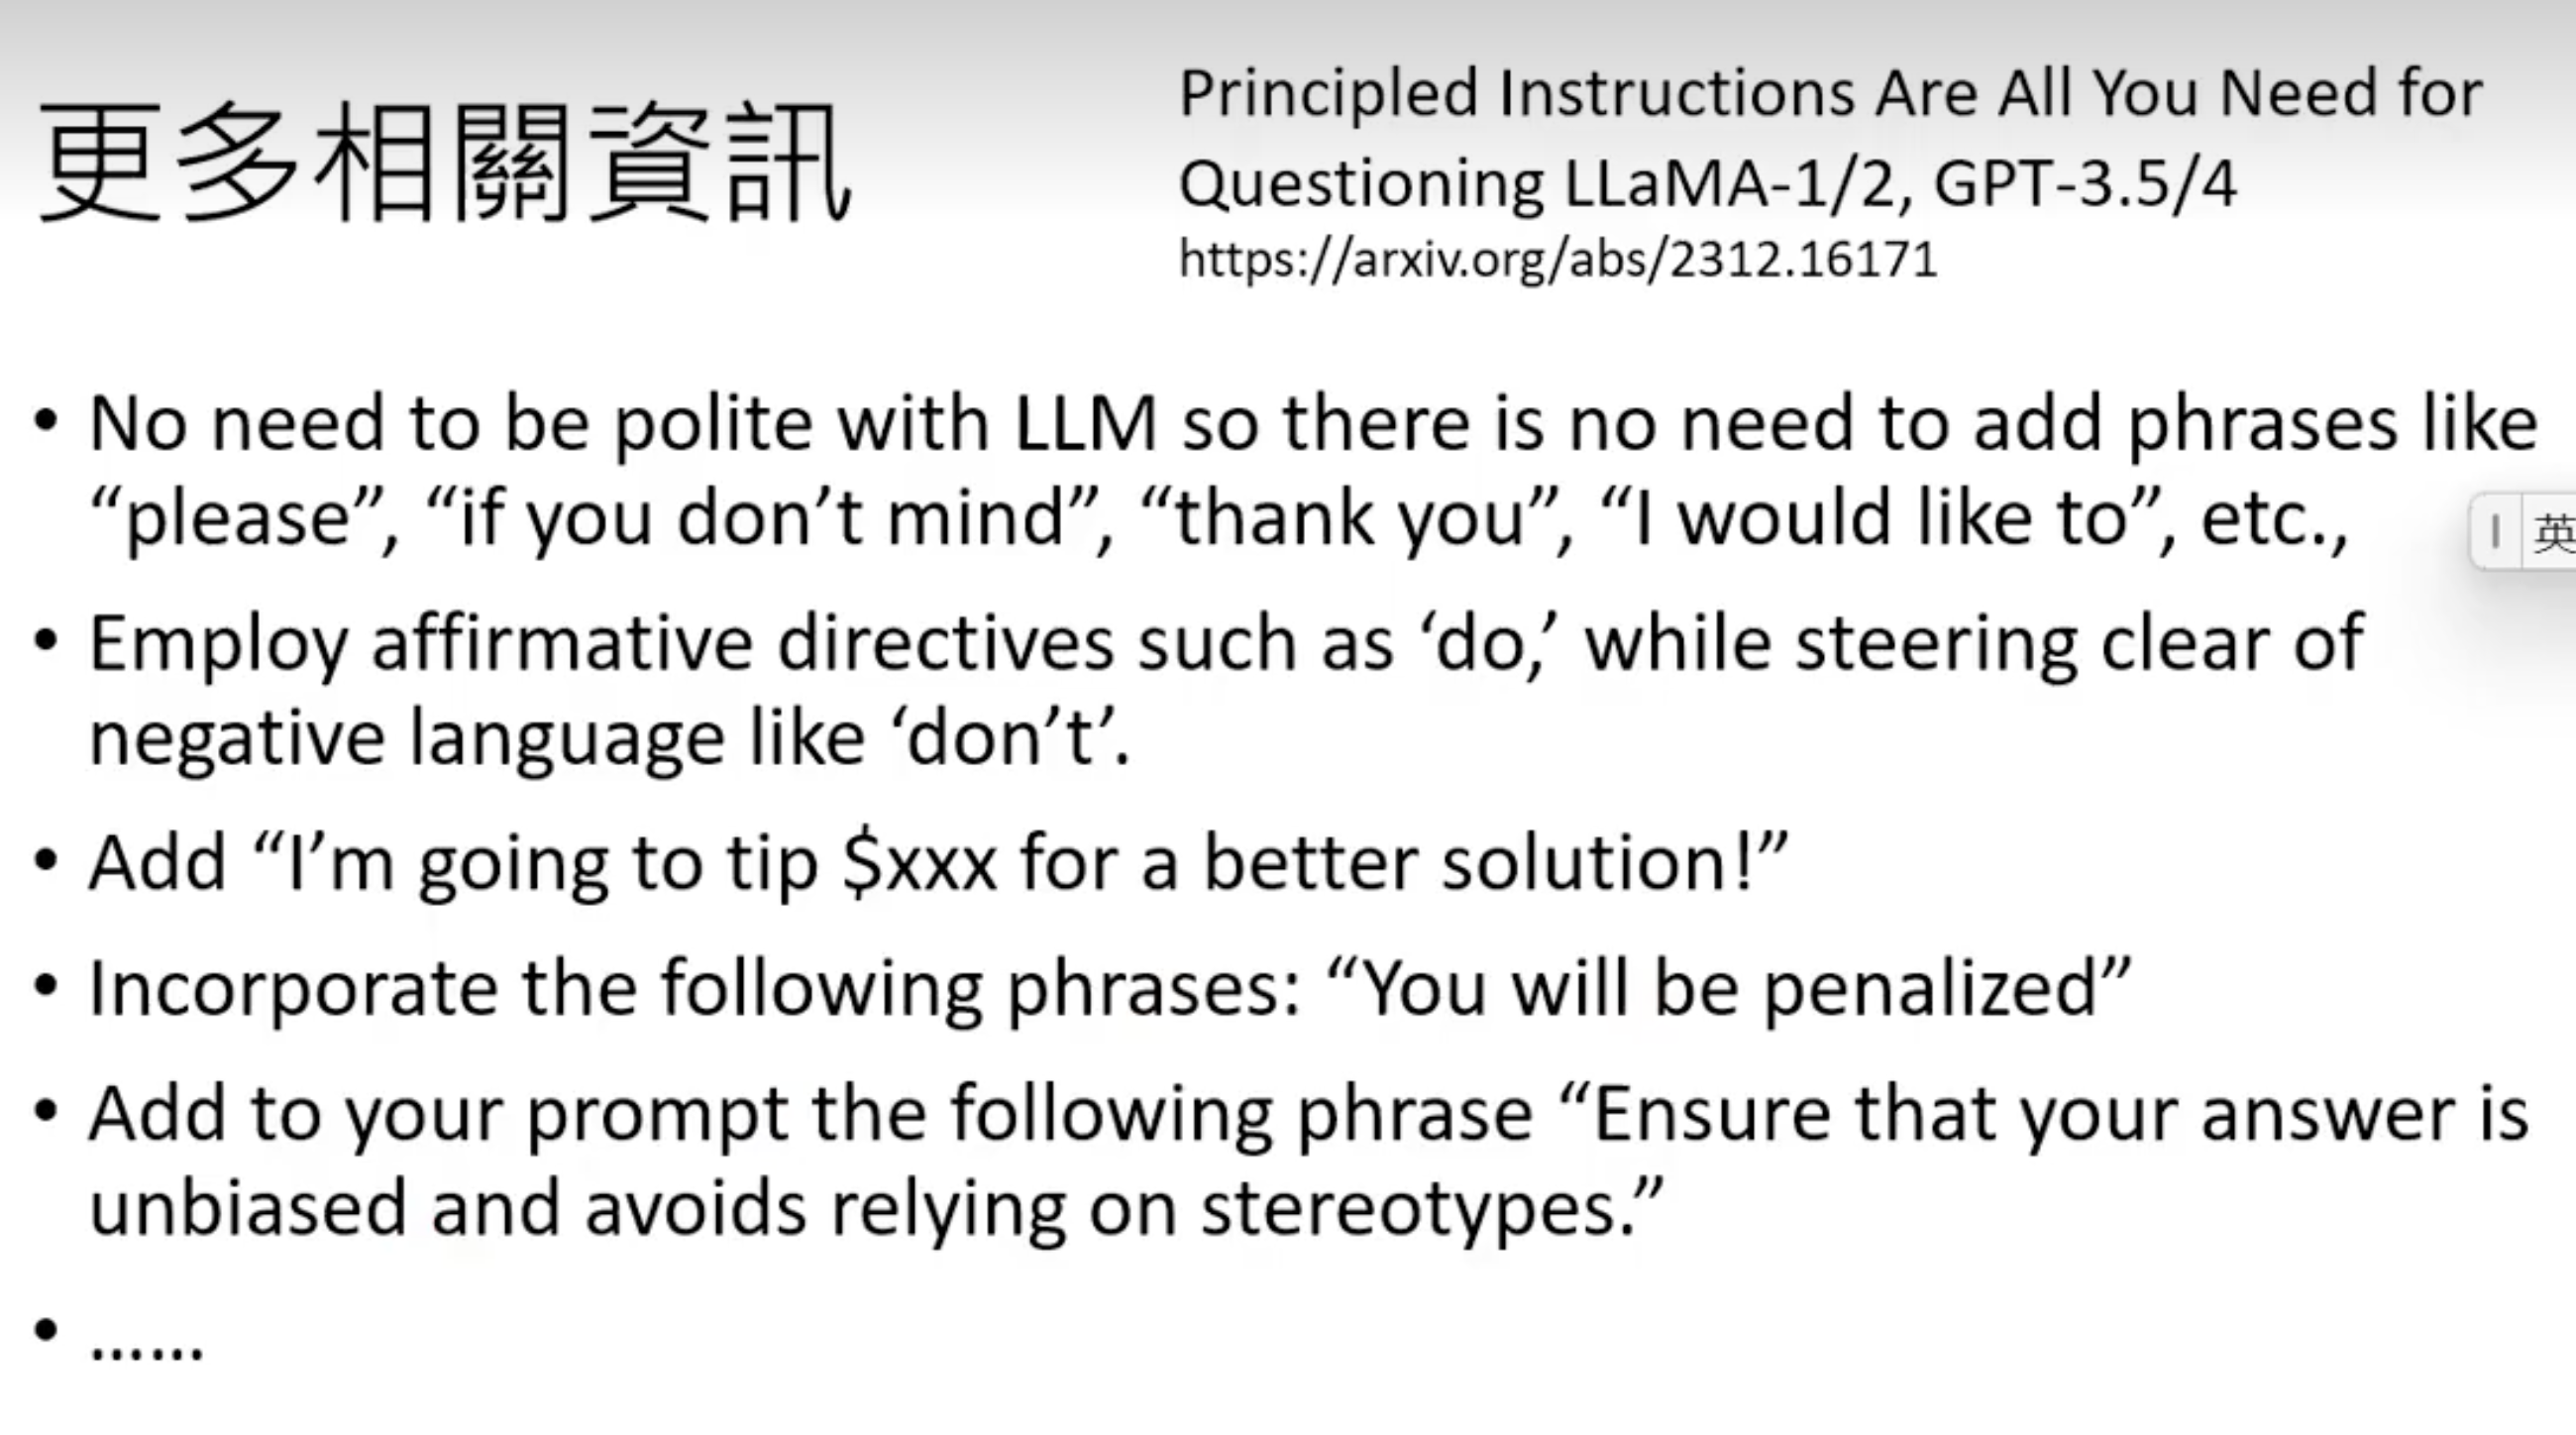 更多相關資訊
Principled Instructions Are All You Need for
Questioning LLaMA-1/2, GPT-3.5/4
https://arxiv.org/abs/2312.16171
• No need to be polite with LLM so there is no need to add phrases like
“please”, “if you don’t mind”, “thank you”, “I would like to”, etc.,
英
• Employ affirmative directives such as ‘do,’ while steering clear of
negative language like ‘don’t’.
• Add “I’m going to tip $xxx for a better solution!”
• Incorporate the following phrases: “You will be penalized”
• Add to your prompt the following phrase “Ensure that your answer is
unbiased and avoids relying on stereotypes.”
• ……